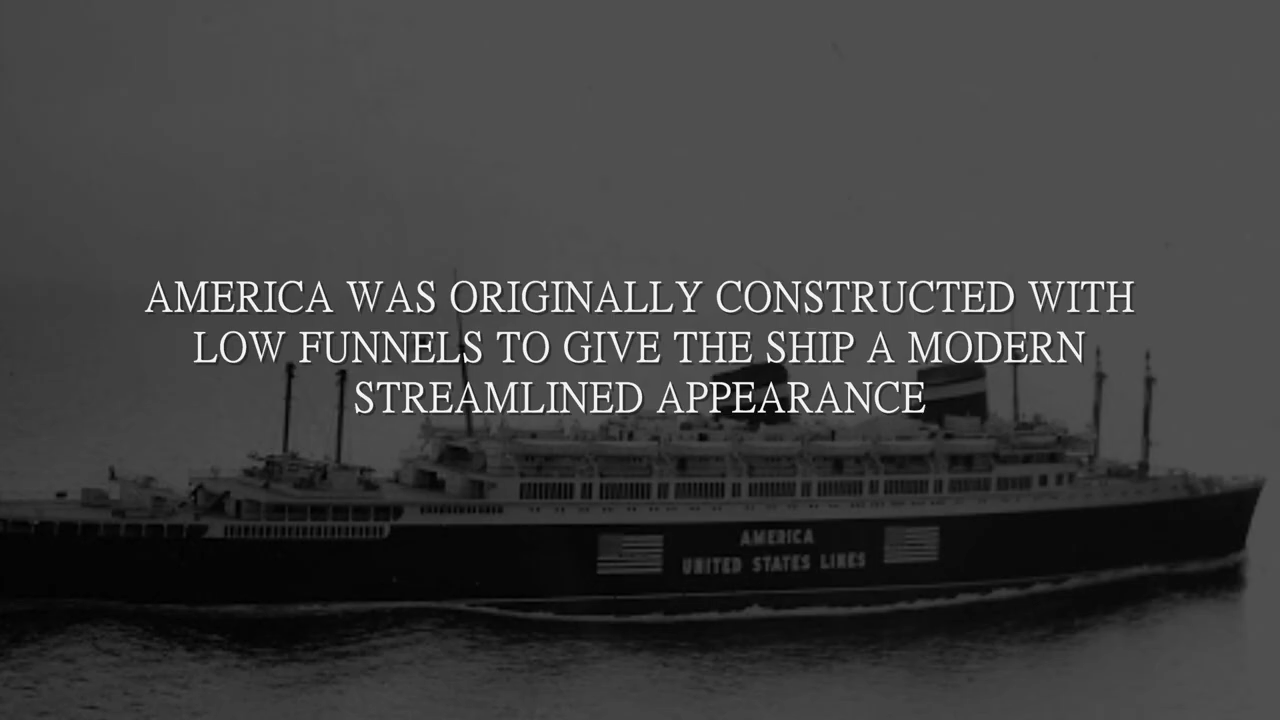 AMERICA WAS ORIGINALLY CONSTRUCTED WITH
LOW FUNNELS TO GIVE THE SHIP A MODERN
STREAMLINED APPEARANCE
AMERICA
UNITED STATES LINES